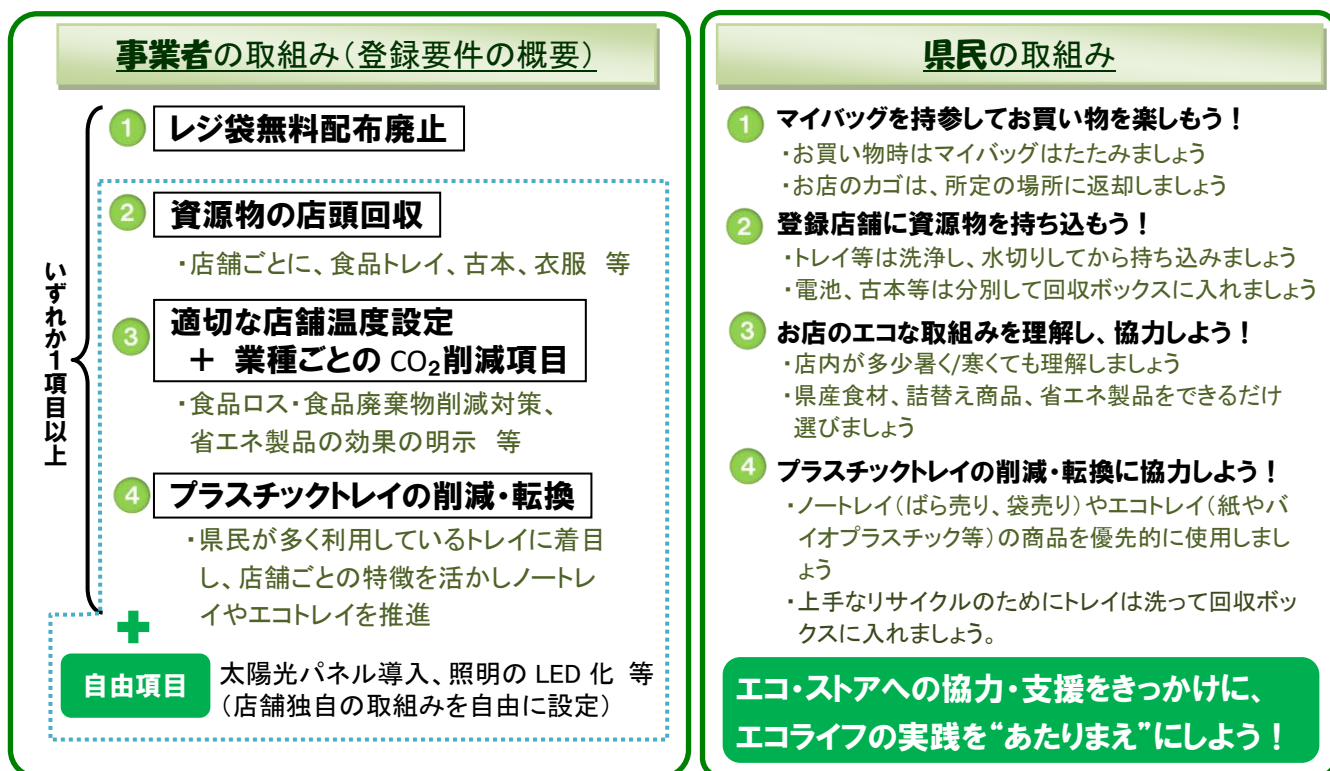 事業者の取組み（登録要件の概要）
いずれか1項目以上
1 レジ袋無料配布廃止
2 資源物の店頭回収
・店舗ごとに、食品トレイ、古本、衣服 等
3 適切な店舗温度設定
＋ 業種ごとの CO₂削減項目
・食品ロス・食品廃棄物削減対策、
省エネ製品の効果の明示 等
4 プラスチックトレイの削減・転換
・県民が多く利用しているトレイに着目
し、店舗ごとの特徴を活かしノートレ
イやエコトレイを推進
＋
自由項目
太陽光パネル導入、照明の LED 化 等
（店舗独自の取組みを自由に設定）
県民の取組み
1 マイバッグを持参してお買い物を楽しもう！
・お買い物時はマイバッグはたたみましょう
・お店のカゴは、所定の場所に返却しましょう
2 登録店舗に資源物を持ち込もう！
・トレイ等は洗浄し、水切りしてから持ち込みましょう
・電池、古本等は分別して回収ボックスに入れましょう
3 お店のエコな取組みを理解し、協力しよう！
・店内が多少暑く/寒くても理解しましょう
・県産食材、詰替え商品、省エネ製品をできるだけ
選びましょう
4 プラスチックトレイの削減・転換に協力しよう！
・ノートレイ（ばら売り、袋売り）やエコトレイ（紙やバ
イオプラスチック等）の商品を優先的に使用しまし
ょう
・上手なリサイクルのためにトレイは洗って回収ボッ
クスに入れましょう。
エコ・ストアへの協力・支援をきっかけに、
エコライフの実践を“あたりまえ”にしよう！